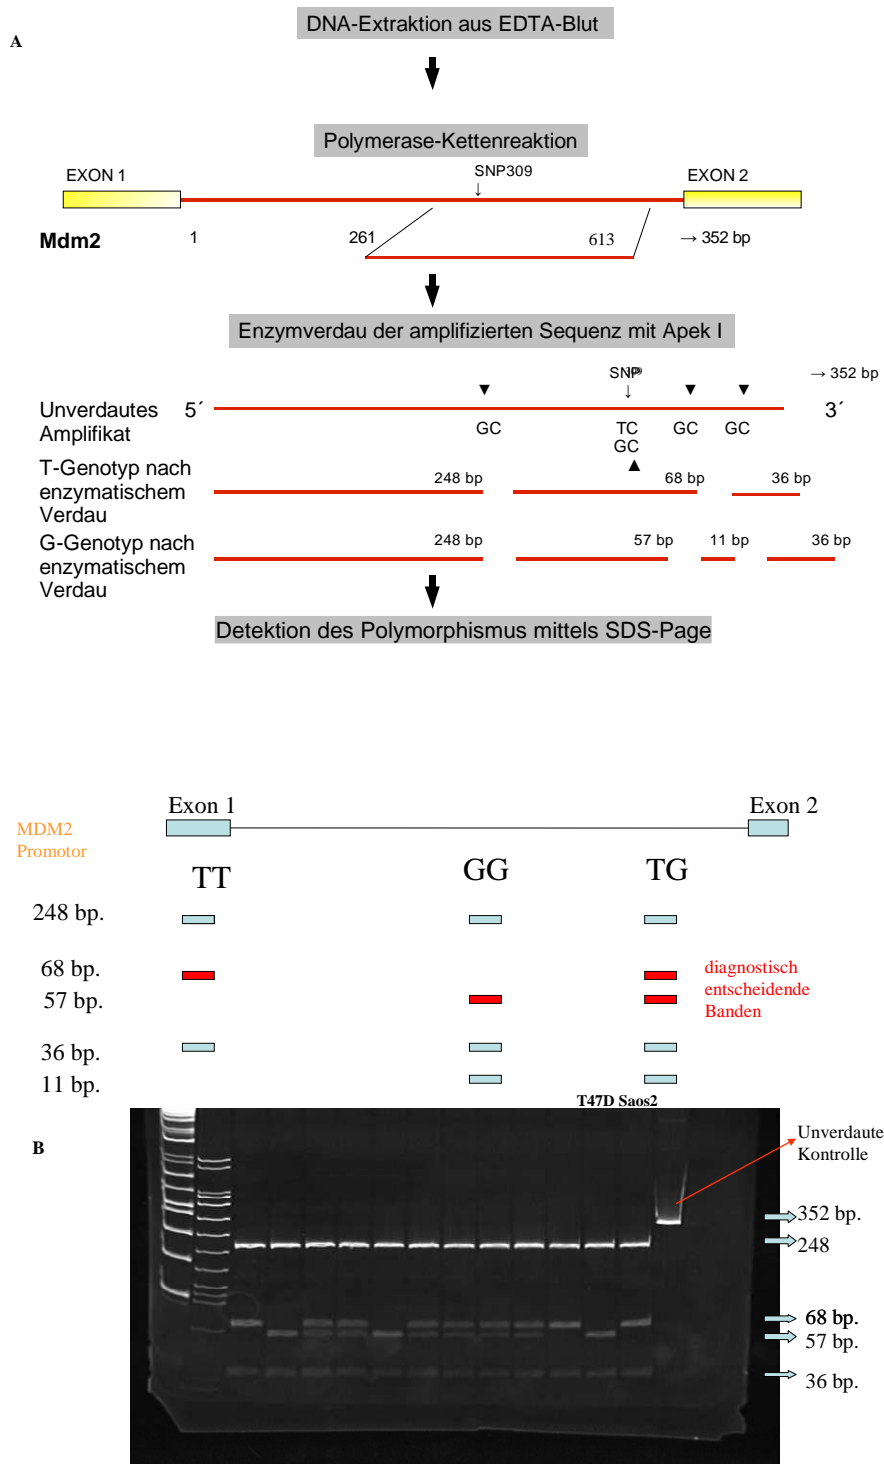 DNA-Extraktion aus EDTA-Blut
A
Polymerase-Kettenreaktion
SNP309
EXON 1
EXON 2
↓
Mdm2
1
261
613
→ 352 bp
Enzymverdau der amplifizierten Sequenz mit Apek I
SNP
→ 352 bp
↓
Unverdautes
Amplifikat
5´
3´
GC
TC
GC
GC
GC
T-Genotyp nach
enzymatischem
Verdau
248 bp
68 bp
36 bp
G-Genotyp nach
enzymatischem
Verdau
248 bp
57 bp
11 bp
36 bp
Detektion des Polymorphismus mittels SDS-Page
Exon 1
Exon 2
MDM2
Promotor
TT
GG
TG
248 bp.
68 bp.
57 bp.
36 bp.
11 bp.
diagnostisch
entscheidende
Banden
T47D Saos2
B
Unverdaute
Kontrolle
352 bp.
248
68 bp.
57 bp.
36 bp.